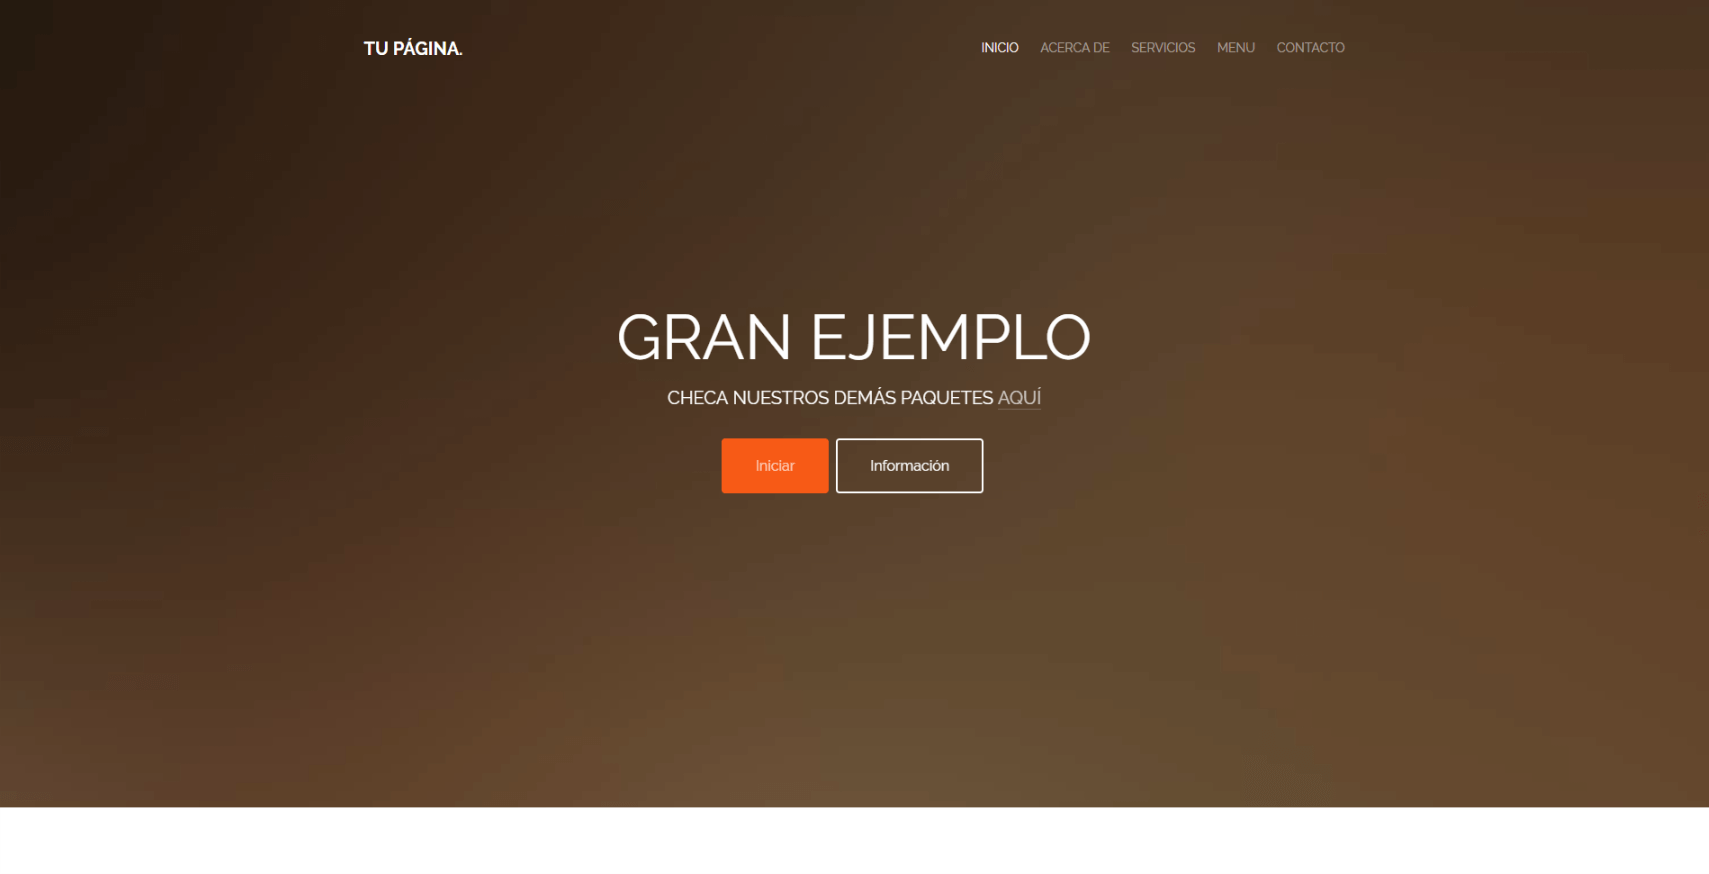 TU PÁGINA.
INICIO ACERCA DE SERVICIOS MENU CONTACTO
GRAN EJEMPLO
CHECA NUESTROS DEMÁS PAQUETES AQUÍ
Iniciar Información